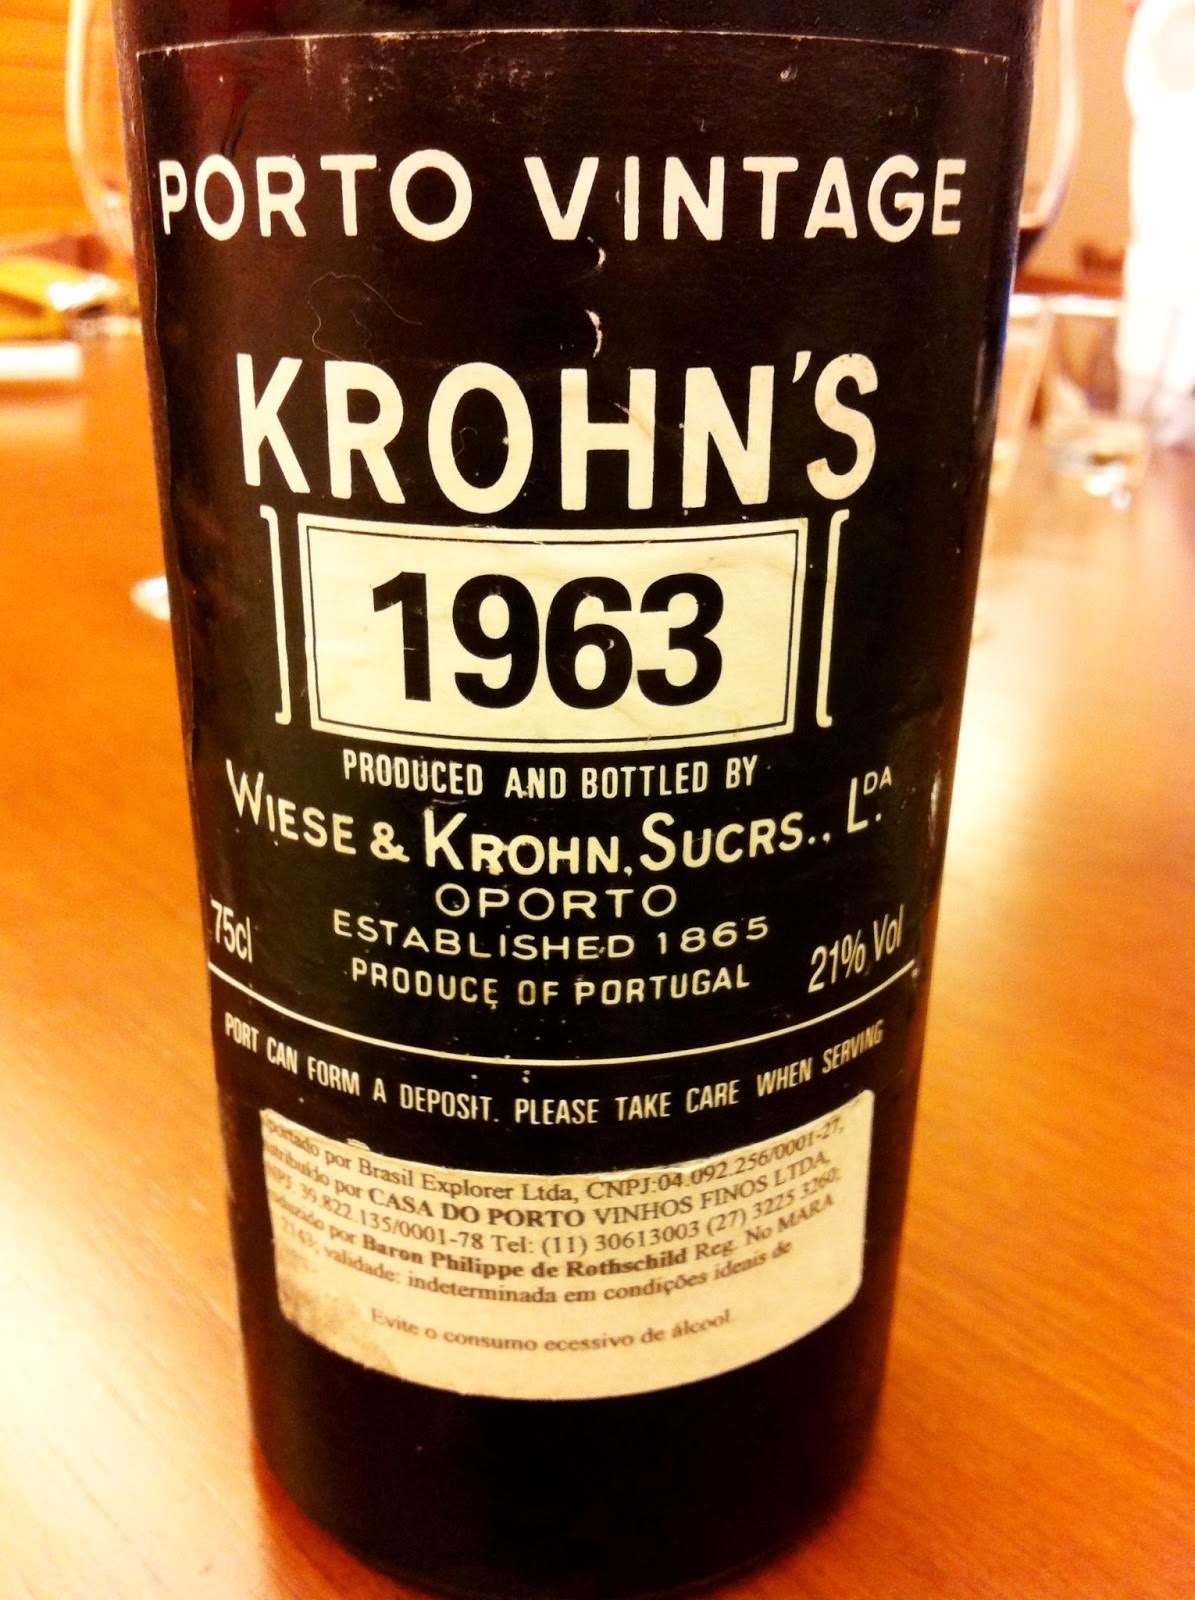 PORTO VINTAGE
KROHN'S
1963
PRODUCED AND BOTTLED BY
WIESE & KROHN, SUCRS., LDA.
OPORTO
75cl
ESTABLISHED 1865
PRODUCE OF PORTUGAL
21% Vol
PORT CAN FORM A DEPOSIT. PLEASE TAKE CARE WHEN SERVING
por Brasil Explorer Ltda, CNPJ:04.092.256/0001-27,
por CASA DO PORTO VINHOS FINOS LTDA,
39.822.135/0001-78 Tel: (11) 30613003 (27) 3225 3260;
por Baron Philippe de Rothschild Reg. No MARA
validade: indeterminada em condições ideais de
Evite o consumo ecessivo de álcool